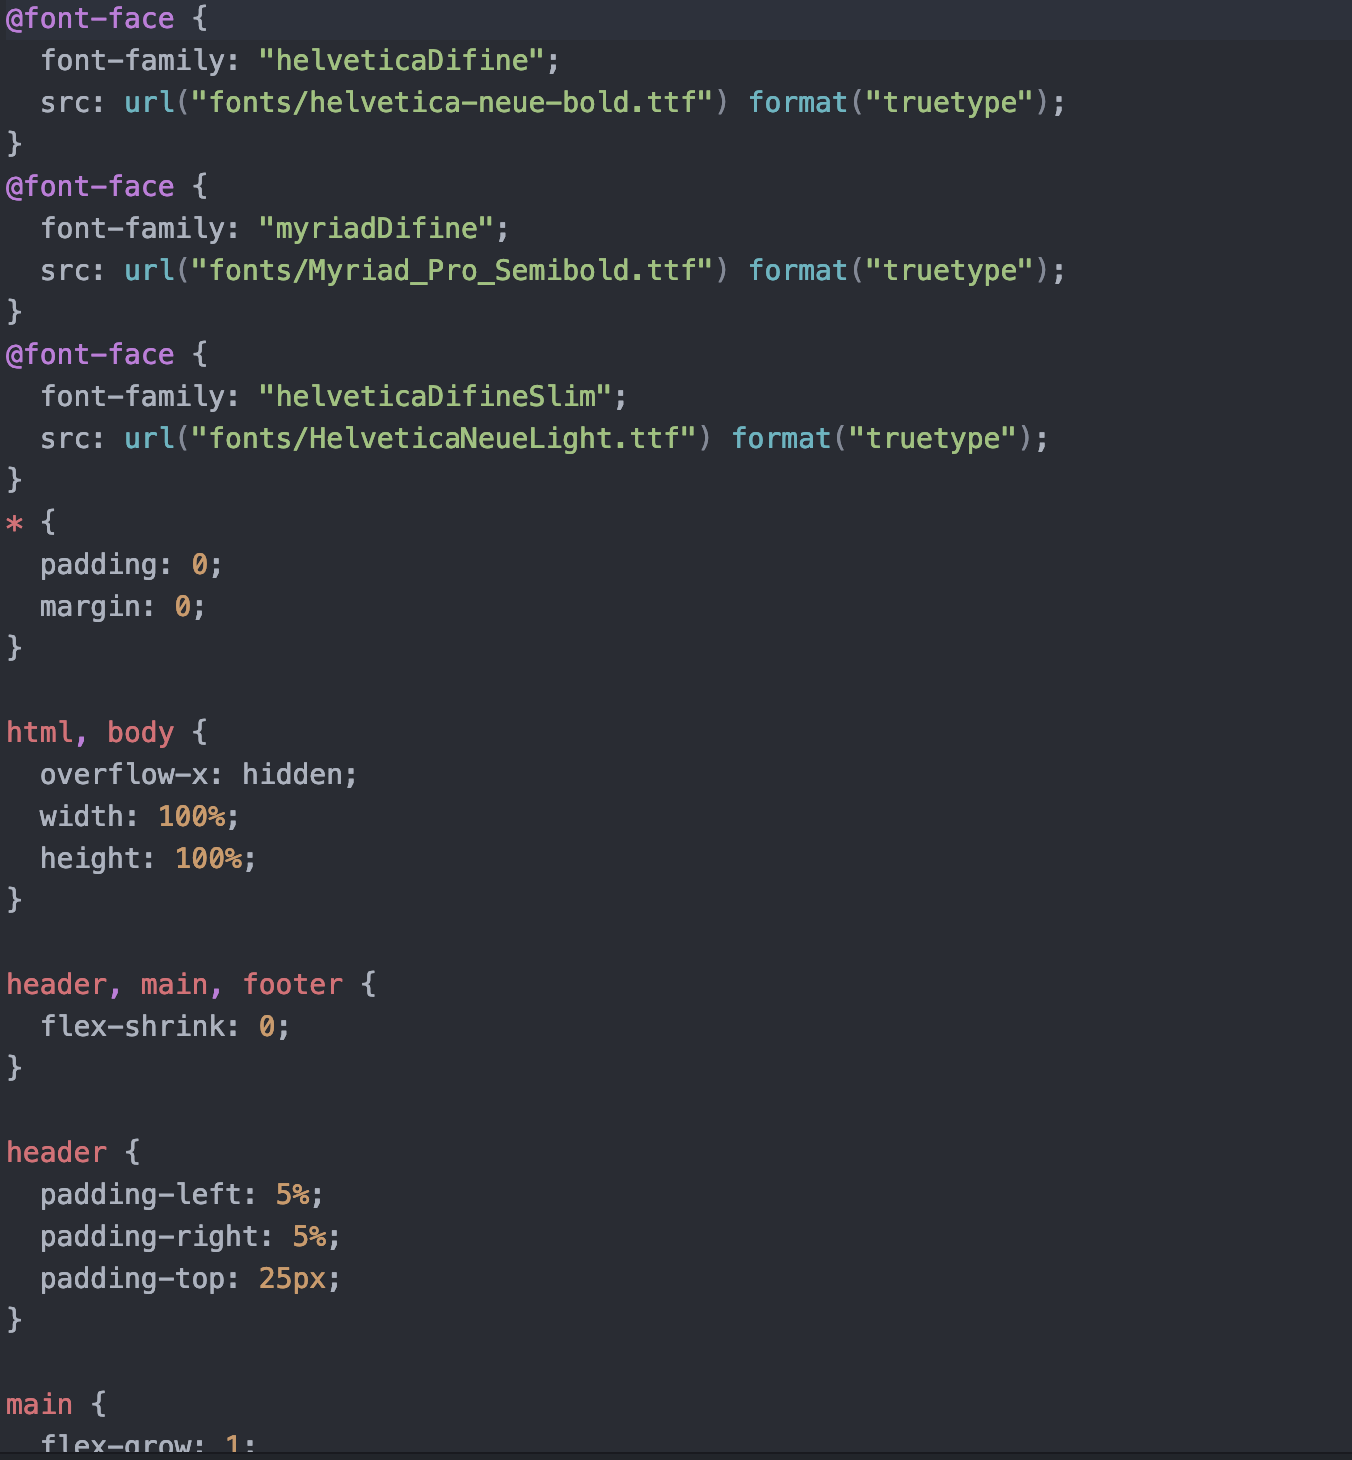 @font-face {
  font-family: "helveticaDifine";
  src: url("fonts/helvetica-neue-bold.ttf") format("truetype");
}
@font-face {
  font-family: "myriadDifine";
  src: url("fonts/Myriad_Pro_Semibold.ttf") format("truetype");
}
@font-face {
  font-family: "helveticaDifineSlim";
  src: url("fonts/HelveticaNeueLight.ttf") format("truetype");
}
* {
  padding: 0;
  margin: 0;
}

html, body {
  overflow-x: hidden;
  width: 100%;
  height: 100%;
}

header, main, footer {
  flex-shrink: 0;
}

header {
  padding-left: 5%;
  padding-right: 5%;
  padding-top: 25px;
}

main {
  flex-grow: 1;